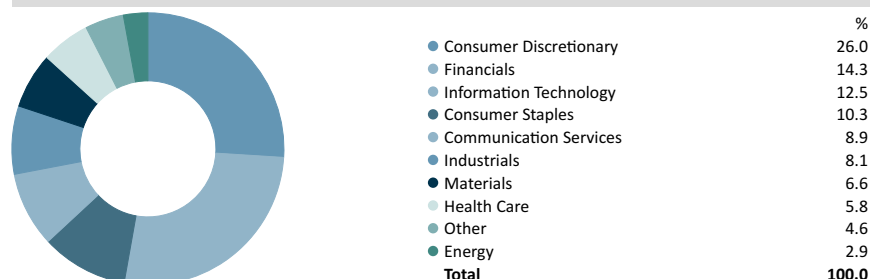 %
Consumer Discretionary 26.0
Financials 14.3
Information Technology 12.5
Consumer Staples 10.3
Communication Services 8.9
Industrials 8.1
Materials 6.6
Health Care 5.8
Other 4.6
Energy 2.9
Total 100.0